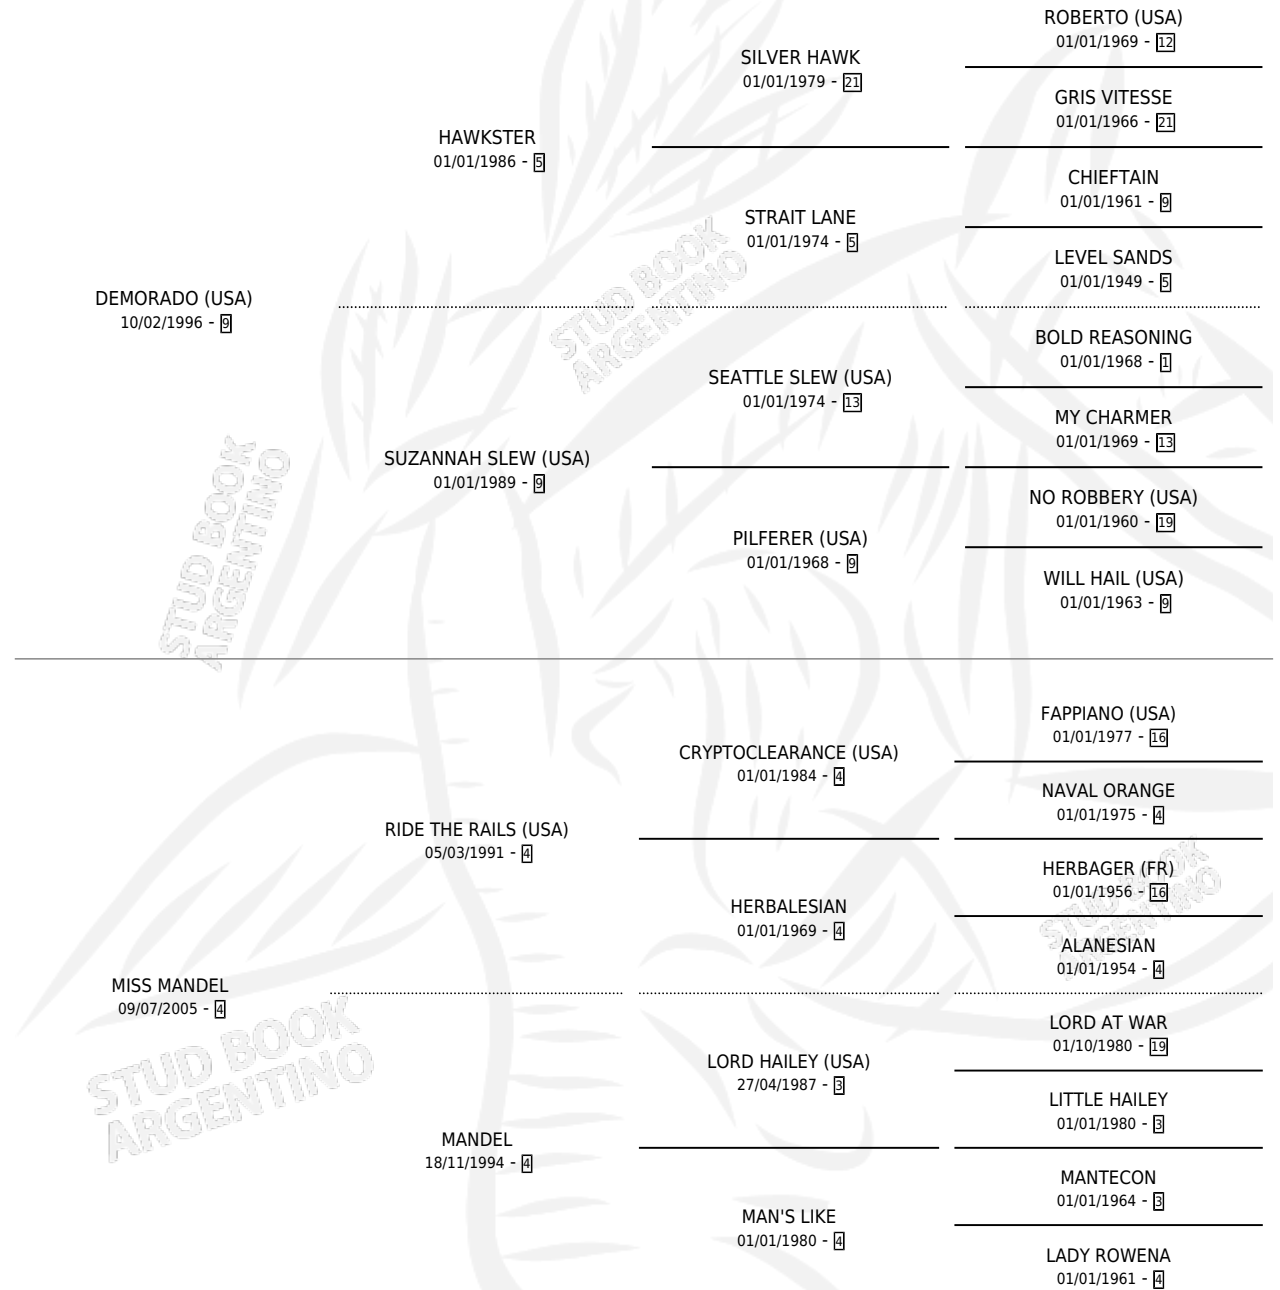 ROBERTO (USA)
01/01/1969 - 12
SILVER HAWK
01/01/1979 - 21
GRIS VITESSE
01/01/1966 - 21
HAWKSTER
01/01/1986 - 5
CHIEFTAIN
01/01/1961 - 9
STRAIT LANE
01/01/1974 - 5
LEVEL SANDS
01/01/1949 - 5
DEMORADO (USA)
10/02/1996 - 9
BOLD REASONING
01/01/1968 - 1
SEATTLE SLEW (USA)
01/01/1974 - 13
MY CHARMER
01/01/1969 - 13
SUZANNAH SLEW (USA)
01/01/1989 - 9
NO ROBBERY (USA)
01/01/1960 - 19
PILFERER (USA)
01/01/1968 - 9
WILL HAIL (USA)
01/01/1963 - 9
STUD BOOK
ARGENTINO
STUD BOOK
ARGENTINO
FAPPIANO (USA)
01/01/1977 - 16
CRYPTOCLEARANCE (USA)
01/01/1984 - 4
NAVAL ORANGE
01/01/1975 - 4
RIDE THE RAILS (USA)
05/03/1991 - 4
HERBAGER (FR)
01/01/1956 - 16
HERBALESIAN
01/01/1969 - 4
ALANESIAN
01/01/1954 - 4
MISS MANDEL
09/07/2005 - 4
LORD AT WAR
01/10/1980 - 19
LORD HAILEY (USA)
27/04/1987 - 3
LITTLE HAILEY
01/01/1980 - 3
MANDEL
18/11/1994 - 4
MANTECON
01/01/1964 - 3
MAN'S LIKE
01/01/1980 - 4
LADY ROWENA
01/01/1961 - 4
STUD BOOK
ARGENTINO
STUD BOOK
ARGENTINO